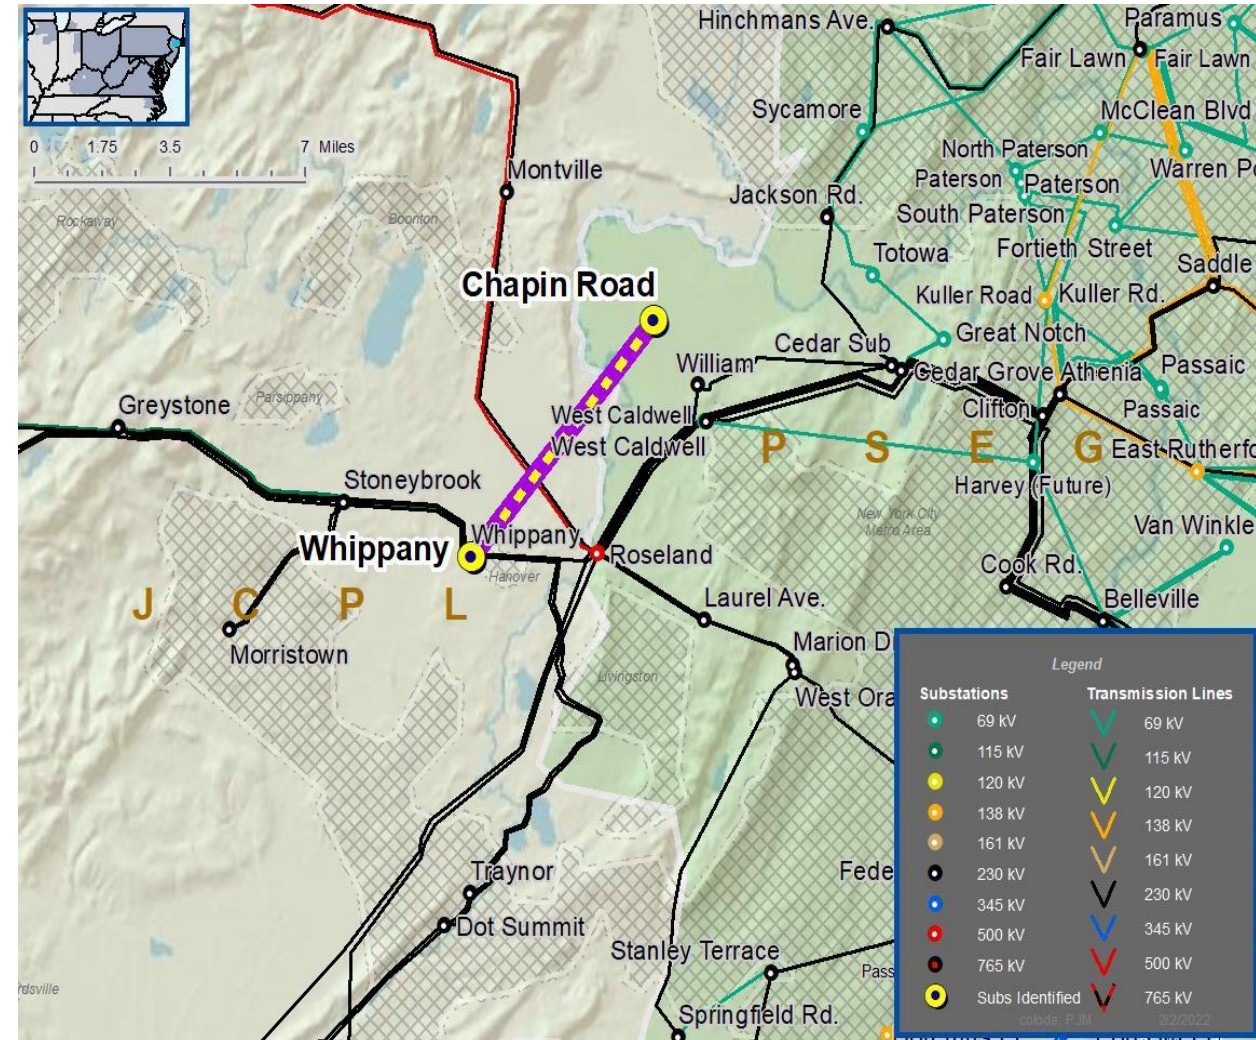 Hinchmans Ave.
Paramus
Fair Lawn
Fair Lawn
0 1.75 3.5 7 Miles
Sycamore
McClean Blvd
North Paterson
Montville
Paterson
Paterson
Jackson Rd.
South Paterson
Rockaway
Boonton
Totowa
Fortieth Street
Saddle
Chapin Road
Kuller Road
Kuller Rd.
Great Notch
Cedar Sub
William
Cedar Grove
Athenia
Passaic
Parsippany
Greystone
West Caldwell
Clifton
Passaic
West Caldwell
P S E G
East Rutherfo
Stoneybrook
Harvey (Future)
New York City
Metro Area
Van Winkle
Whippany
Whippany
Roseland
Hanover
Cook Rd.
J C P L
Laurel Ave.
Belleville
Morristown
Marion D
Livingston
West Ora
Traynor
Fede
Dot Summit
Stanley Terrace
Pass
rdsville
Springfield Rd.
Legend
Substations Transmission Lines
69 kV 69 kV
115 kV 115 kV
120 kV 120 kV
138 kV 138 kV
161 kV 161 kV
230 kV 230 kV
345 kV 345 kV
500 kV 500 kV
765 kV 765 kV
Subs Identified
colode: PJM 2/2/2022